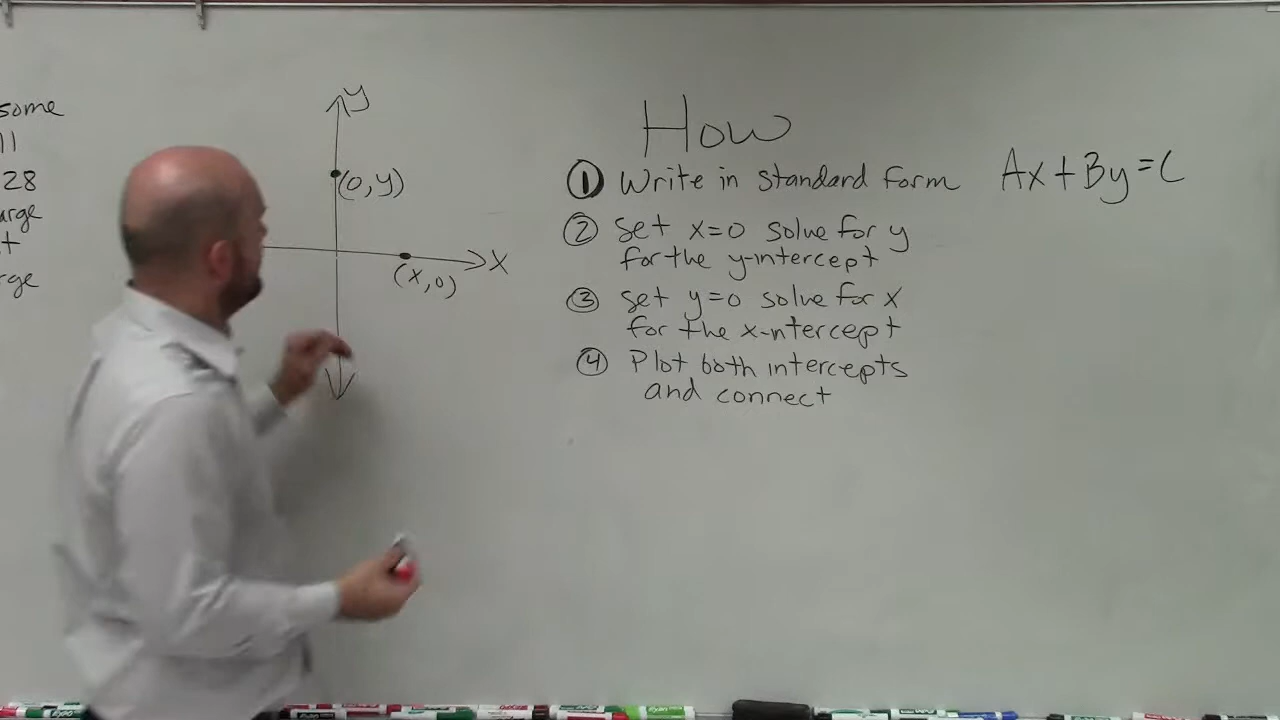 some
11
28
arge
t
rge
y
(0,y)
x
(x,0)
How
① Write in standard form Ax+By=C
② set x=0 solve for y
for the y-intercept
③ set y=0 solve for x
for the x-ntercept
④ Plot both intercepts
and connect